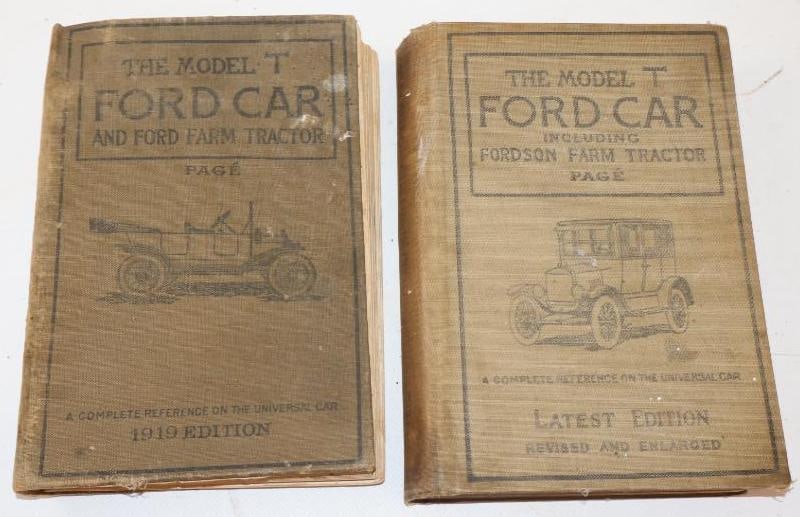 THE MODEL T
FORD CAR
AND FORD FARM TRACTOR
PAGÉ
A COMPLETE REFERENCE ON THE UNIVERSAL CAR
1919 EDITION
THE MODEL T
FORD CAR
INCLUDING
FORDSON FARM TRACTOR
PAGÉ
A COMPLETE REFERENCE ON THE UNIVERSAL CAR
LATEST EDITION
REVISED AND ENLARGED